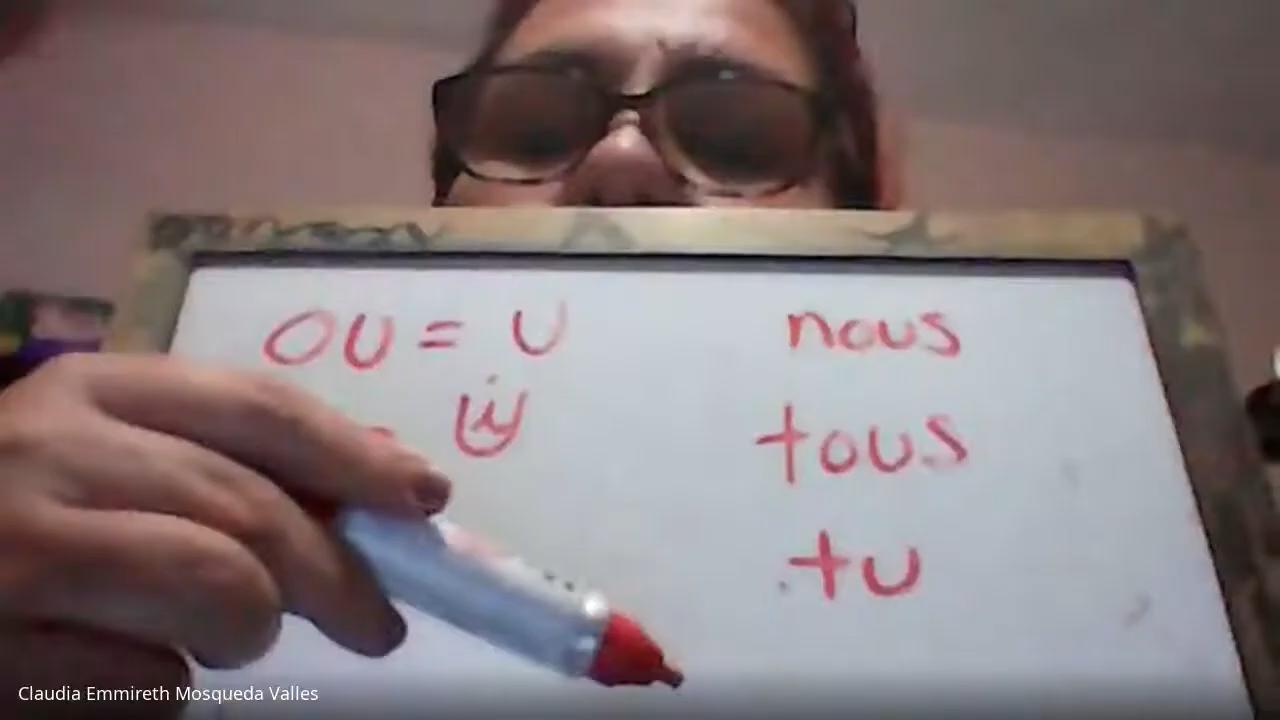 ou = u
nous
tous
tu
Claudia Emmireth Mosqueda Valles